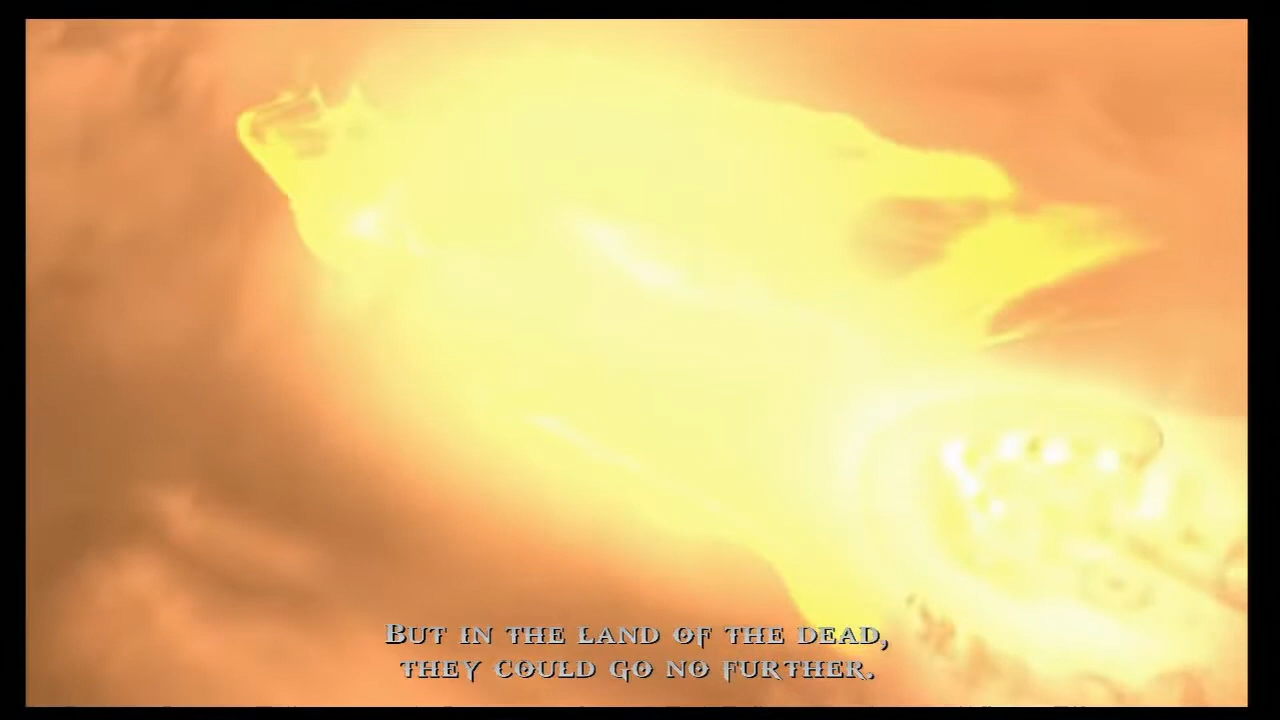 But in the land of the dead,
they could go no further.